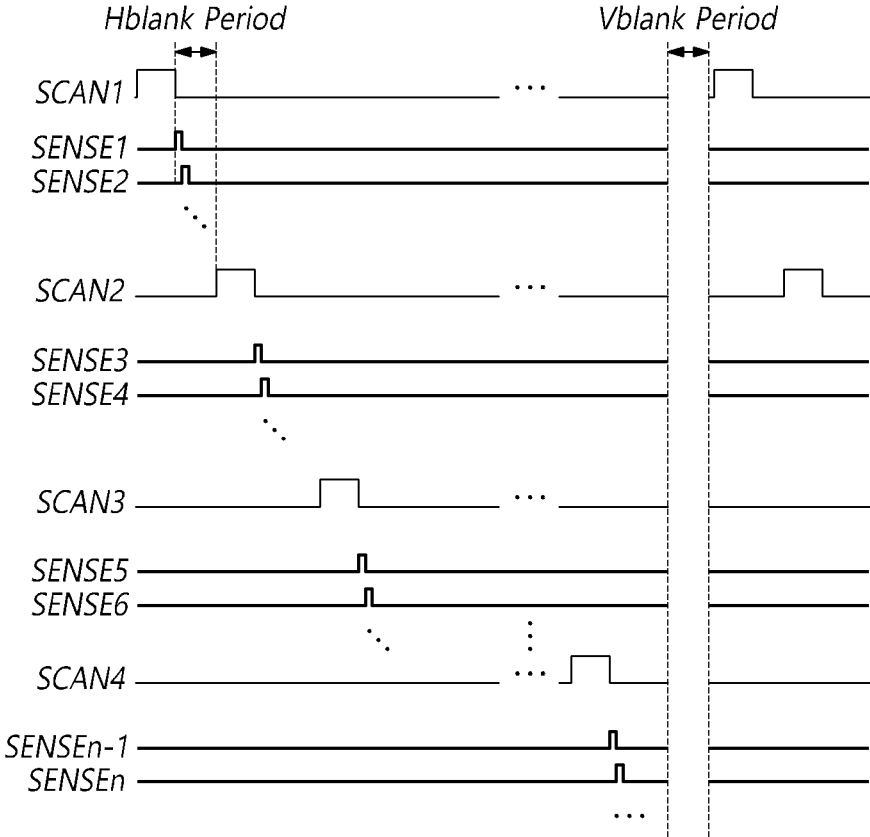 Hblank Period Vblank Period
SCAN1 ...
SENSE1
SENSE2
SCAN2 ...
SENSE3
SENSE4
SCAN3 ...
SENSE5
SENSE6
SCAN4 ...
SENSEn-1
SENSEn
...